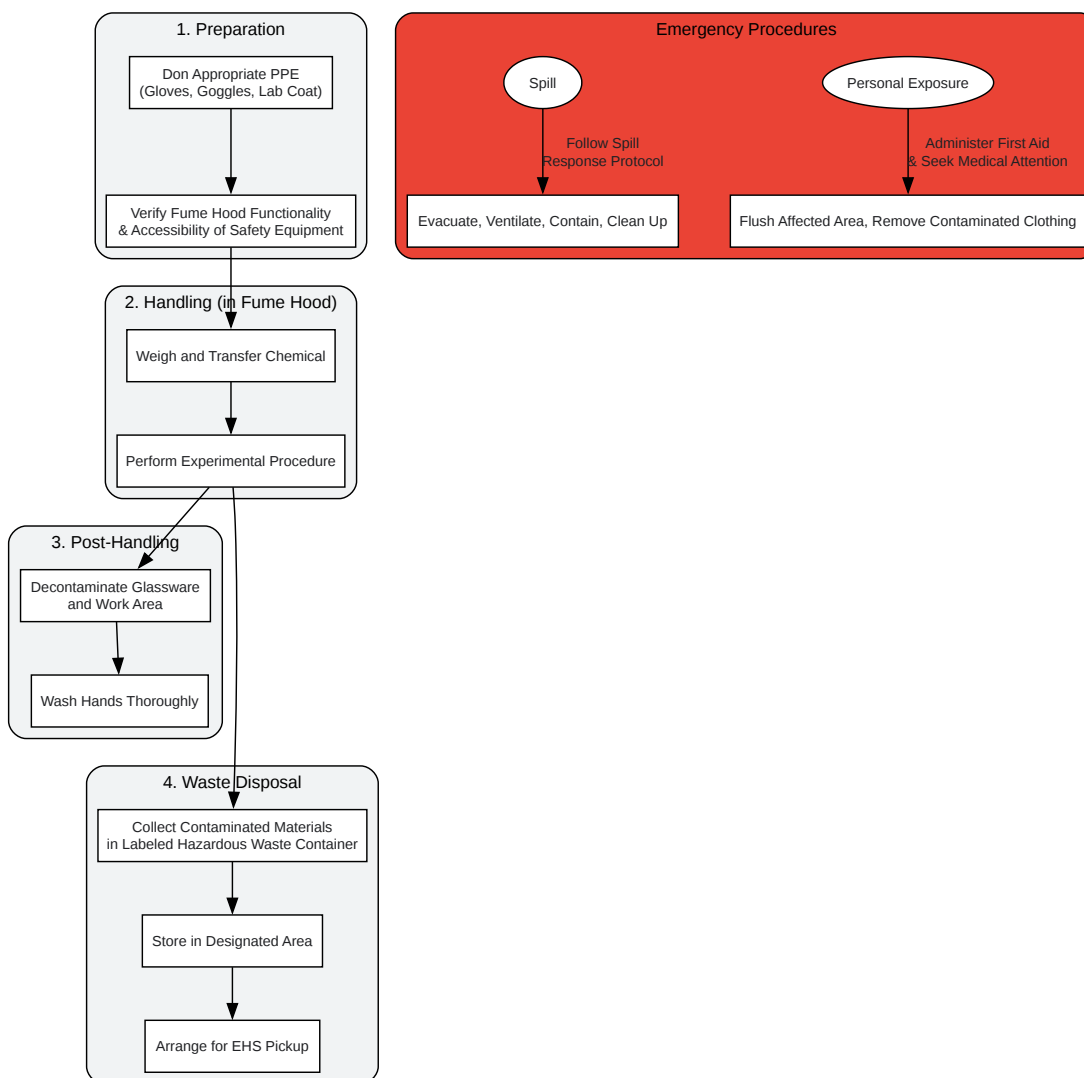 1. Preparation
Don Appropriate PPE
(Gloves, Goggles, Lab Coat)
Verify Fume Hood Functionality
& Accessibility of Safety Equipment
2. Handling (in Fume Hood)
Weigh and Transfer Chemical
Perform Experimental Procedure
3. Post-Handling
Decontaminate Glassware
and Work Area
Wash Hands Thoroughly
4. Waste Disposal
Collect Contaminated Materials
in Labeled Hazardous Waste Container
Store in Designated Area
Arrange for EHS Pickup
Emergency Procedures
Spill
Follow Spill
Response Protocol
Evacuate, Ventilate, Contain, Clean Up
Personal Exposure
Administer First Aid
& Seek Medical Attention
Flush Affected Area, Remove Contaminated Clothing